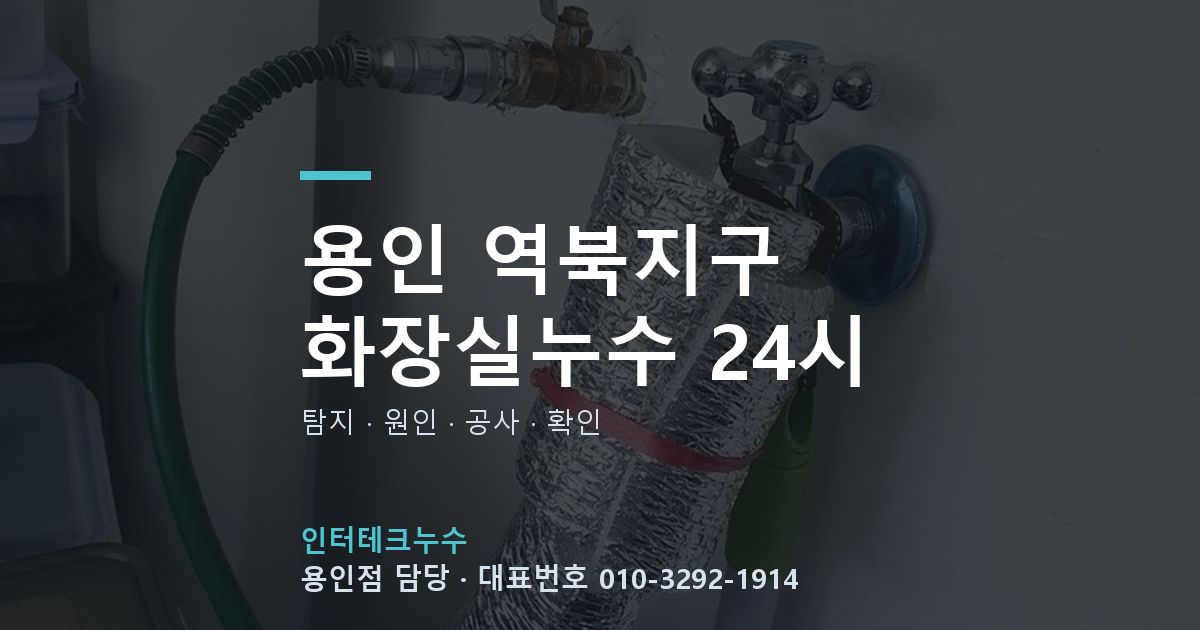 용인 역북지구
화장실누수 24시
탐지 · 원인 · 공사 · 확인
인터테크누수
용인점 담당 · 대표번호 010-3292-1914